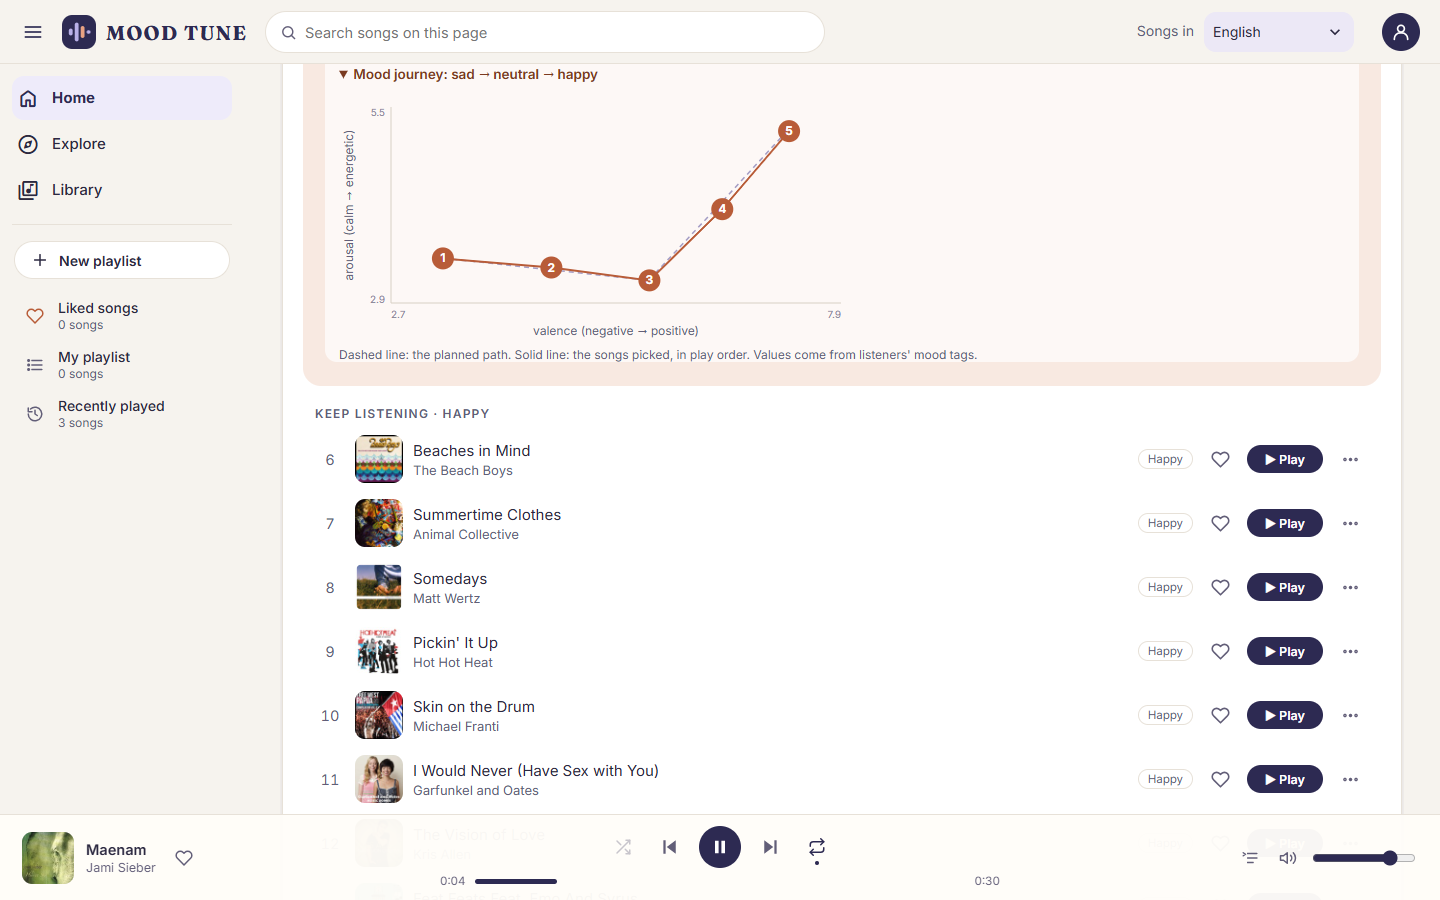 MOOD TUNE
Search songs on this page
Songs in
English
Home
Explore
Library
New playlist
Liked songs
0 songs
My playlist
0 songs
Recently played
3 songs
▼ Mood journey: sad → neutral → happy
5.5
arousal (calm → energetic)
2.9
1
2
3
4
5
2.7
7.9
valence (negative → positive)
Dashed line: the planned path. Solid line: the songs picked, in play order. Values come from listeners' mood tags.
KEEP LISTENING · HAPPY
6
Beaches in Mind
The Beach Boys
Happy
▶ Play
7
Summertime Clothes
Animal Collective
Happy
▶ Play
8
Somedays
Matt Wertz
Happy
▶ Play
9
Pickin' It Up
Hot Hot Heat
Happy
▶ Play
10
Skin on the Drum
Michael Franti
Happy
▶ Play
11
I Would Never (Have Sex with You)
Garfunkel and Oates
Happy
▶ Play
12
The Vision of Love
Maenam
Jami Sieber
0:04
0:30